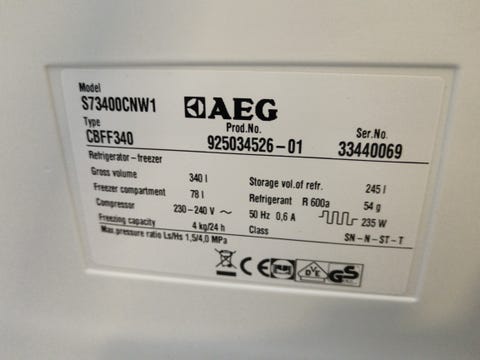 Model
S73400CNW1
AEG
Type
CBFF340
Prod.No.
925034526-01
Ser.No.
33440069
Refrigerator-freezer
Gross volume 340 l
Storage vol.of refr. 245 l
Freezer compartment 78 l
Refrigerant R 600a 54 g
Compressor 230-240 V ~ 50 Hz 0,6 A 235 W
Freezing capacity 4 kg/24 h
Class SN-N-ST-T
Max.pressure ratio Ls/Hs 1,5/4,0 MPa
CE DVE GS